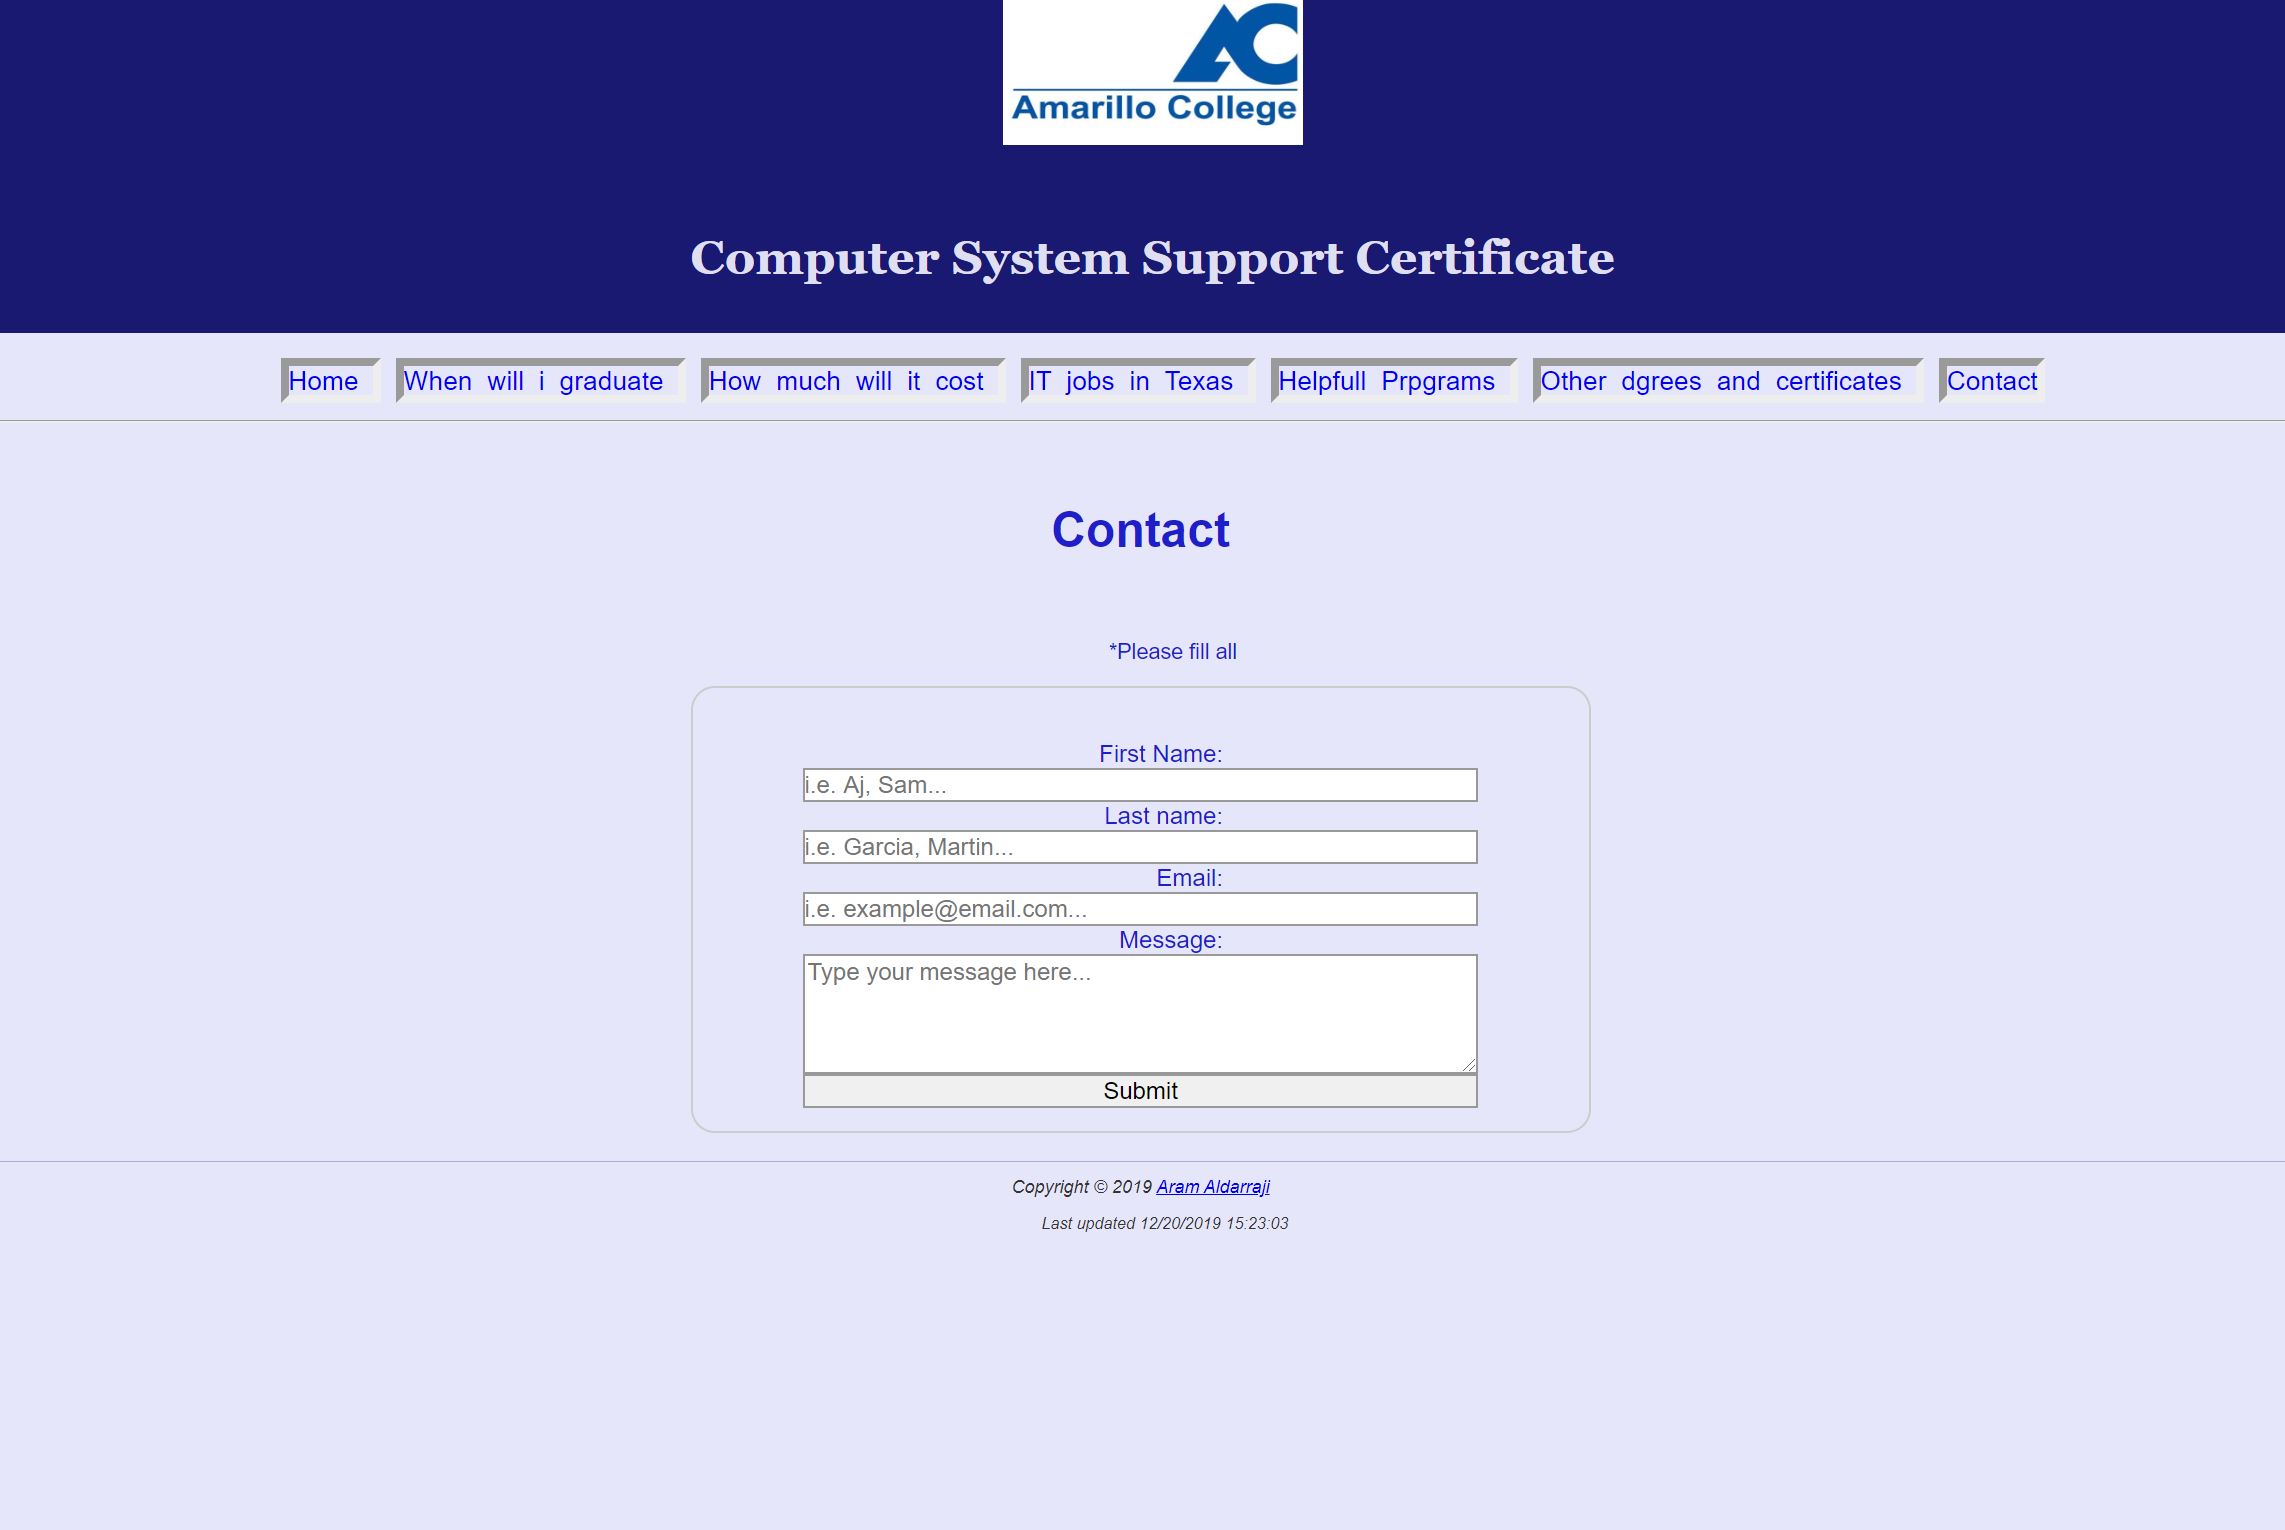 AC
Amarillo College
Computer System Support Certificate
Home When will i graduate How much will it cost IT jobs in Texas Helpfull Prpgrams Other dgrees and certificates Contact
Contact
*Please fill all
First Name:
i.e. Aj, Sam...
Last name:
i.e. Garcia, Martin...
Email:
i.e. example@email.com...
Message:
Type your message here...
Submit
Copyright © 2019 Aram Aldarraji
Last updated 12/20/2019 15:23:03